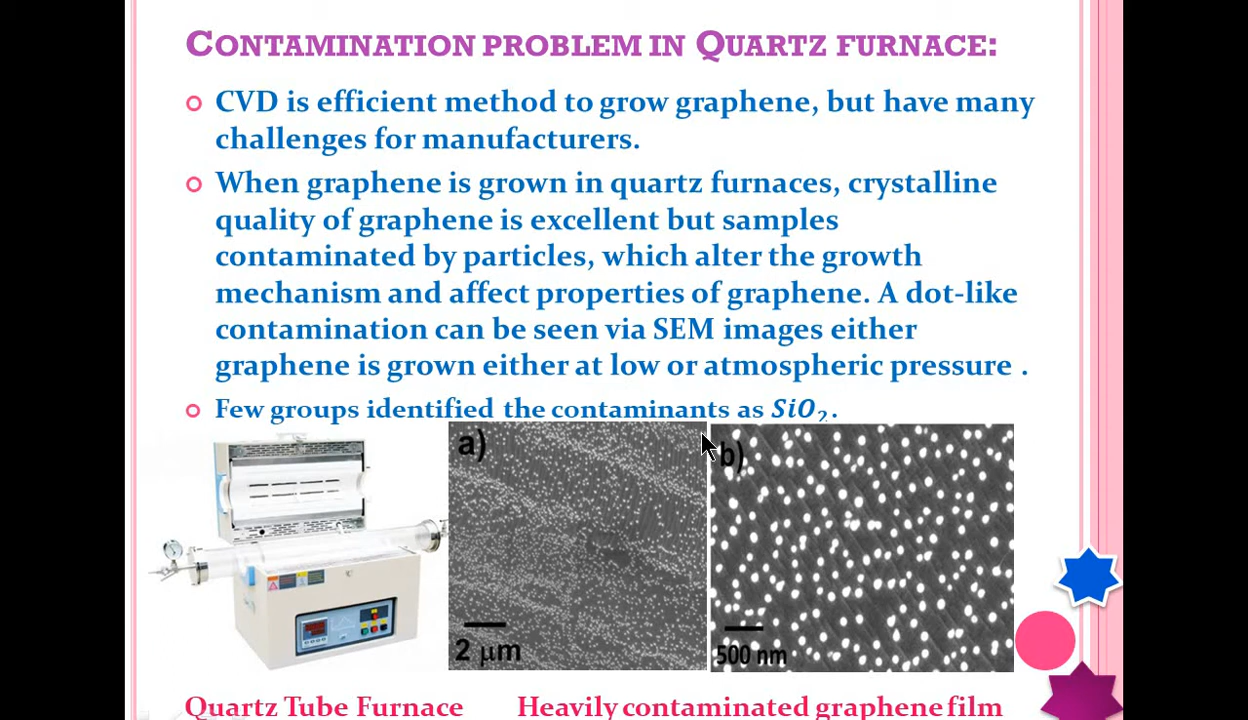 CONTAMINATION PROBLEM IN QUARTZ FURNACE:
CVD is efficient method to grow graphene, but have many
challenges for manufacturers.
When graphene is grown in quartz furnaces, crystalline
quality of graphene is excellent but samples
contaminated by particles, which alter the growth
mechanism and affect properties of graphene. A dot-like
contamination can be seen via SEM images either
graphene is grown either at low or atmospheric pressure .
Few groups identified the contaminants as SiO₂.
a)
b)
2 μm
500 nm
Quartz Tube Furnace
Heavily contaminated graphene film